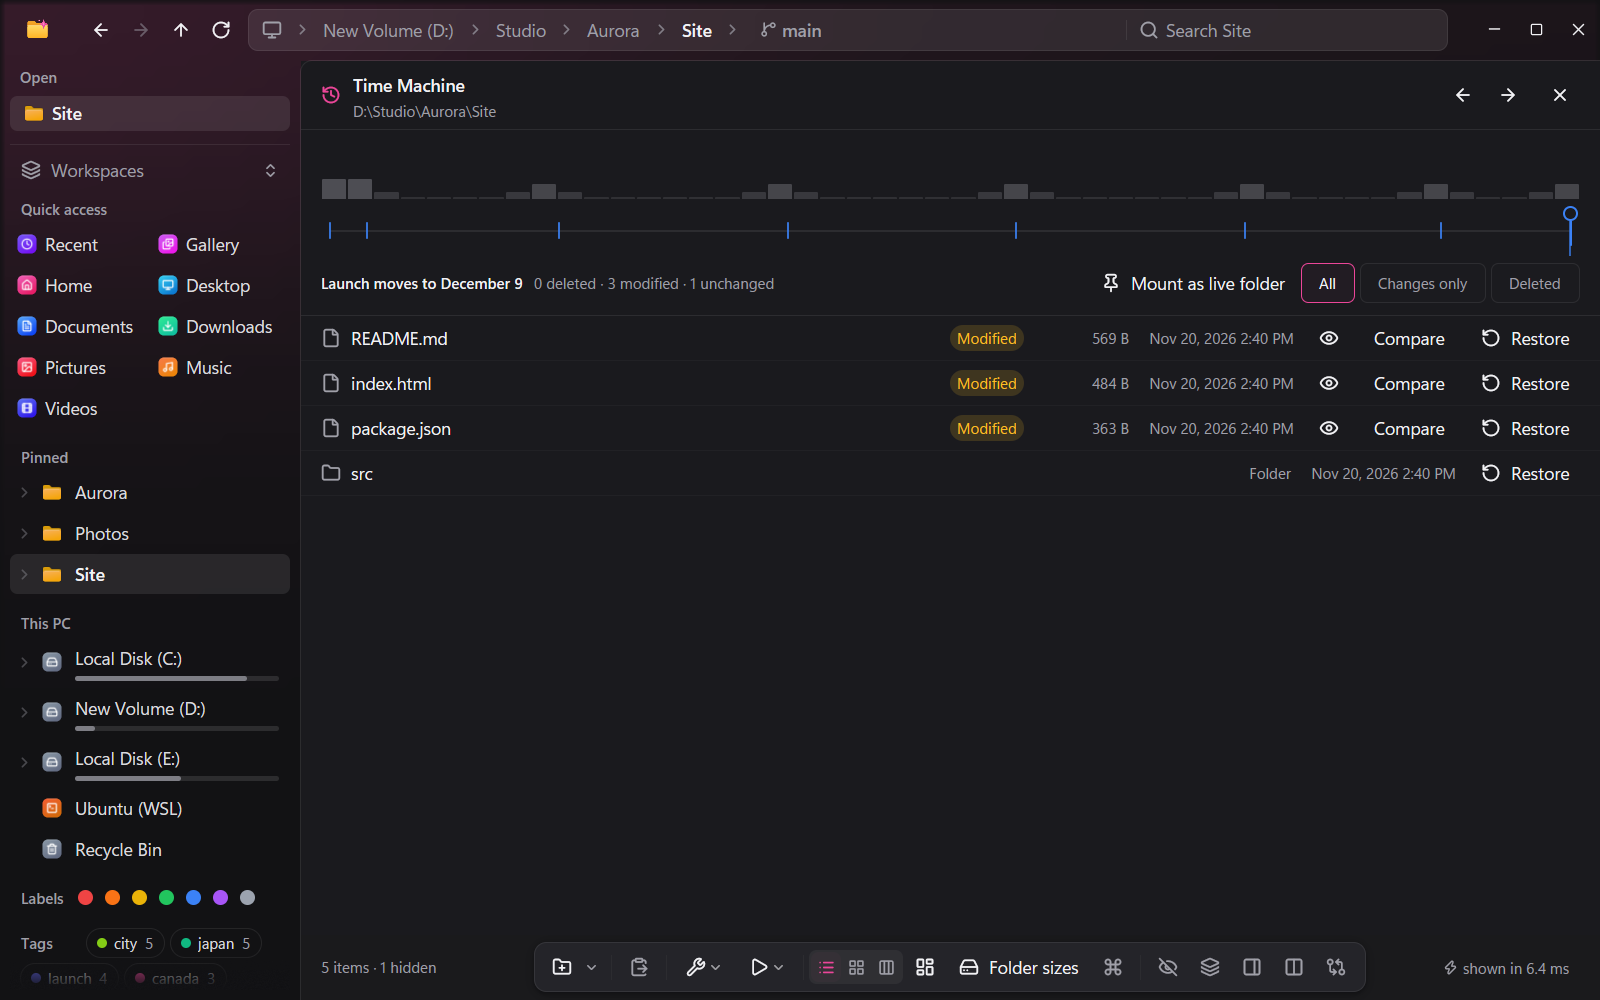 New Volume (D:)
Studio
Aurora
Site
main
Search Site
Open
Site
Workspaces
Quick access
Recent
Gallery
Home
Desktop
Documents
Downloads
Pictures
Music
Videos
Pinned
Aurora
Photos
Site
This PC
Local Disk (C:)
New Volume (D:)
Local Disk (E:)
Ubuntu (WSL)
Recycle Bin
Labels
Tags
city 5
japan 5
launch 4
canada 3
Time Machine
D:\Studio\Aurora\Site
Launch moves to December 9 0 deleted · 3 modified · 1 unchanged
Mount as live folder
All
Changes only
Deleted
README.md Modified 569 B Nov 20, 2026 2:40 PM Compare Restore
index.html Modified 484 B Nov 20, 2026 2:40 PM Compare Restore
package.json Modified 363 B Nov 20, 2026 2:40 PM Compare Restore
src Folder Nov 20, 2026 2:40 PM Restore
5 items · 1 hidden
Folder sizes
shown in 6.4 ms